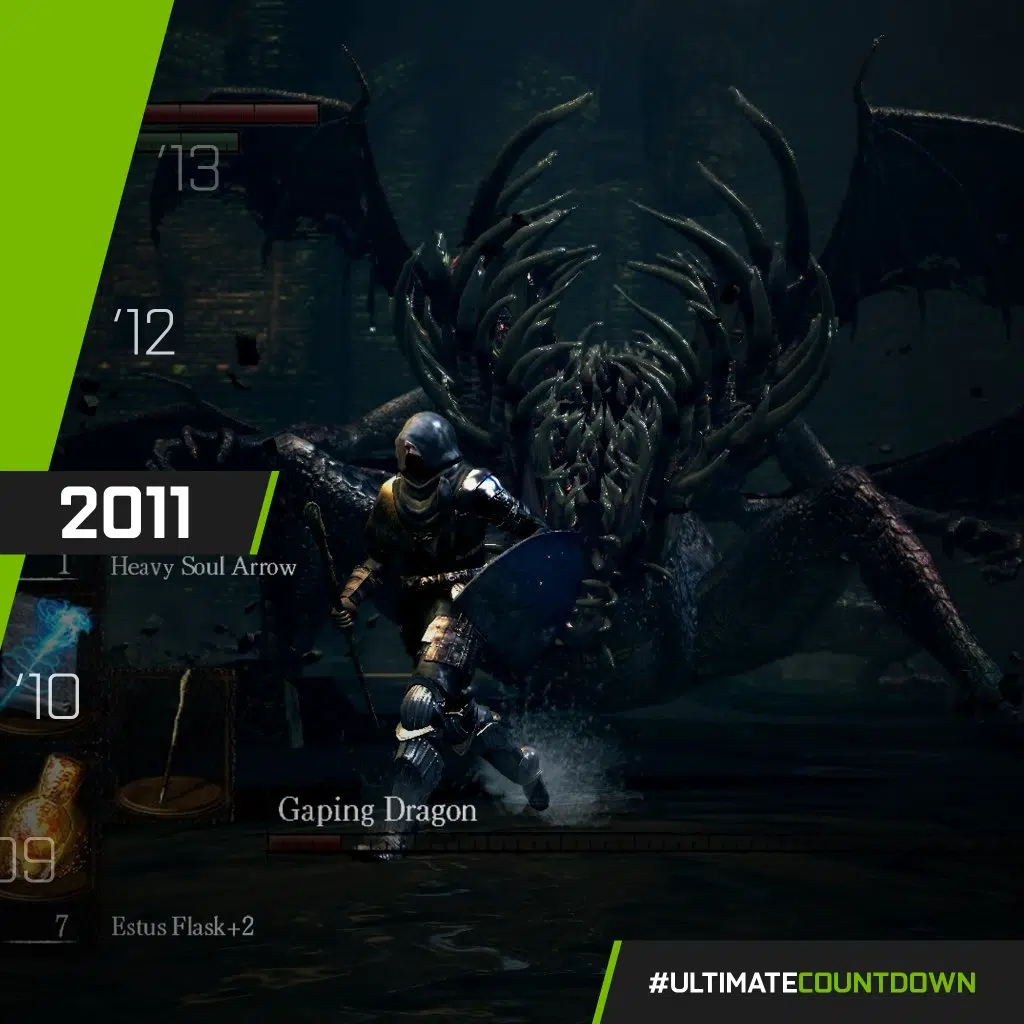 '13
'12
2011
1 Heavy Soul Arrow
'10
Gaping Dragon
09
7 Estus Flask+2
#ULTIMATECOUNTDOWN